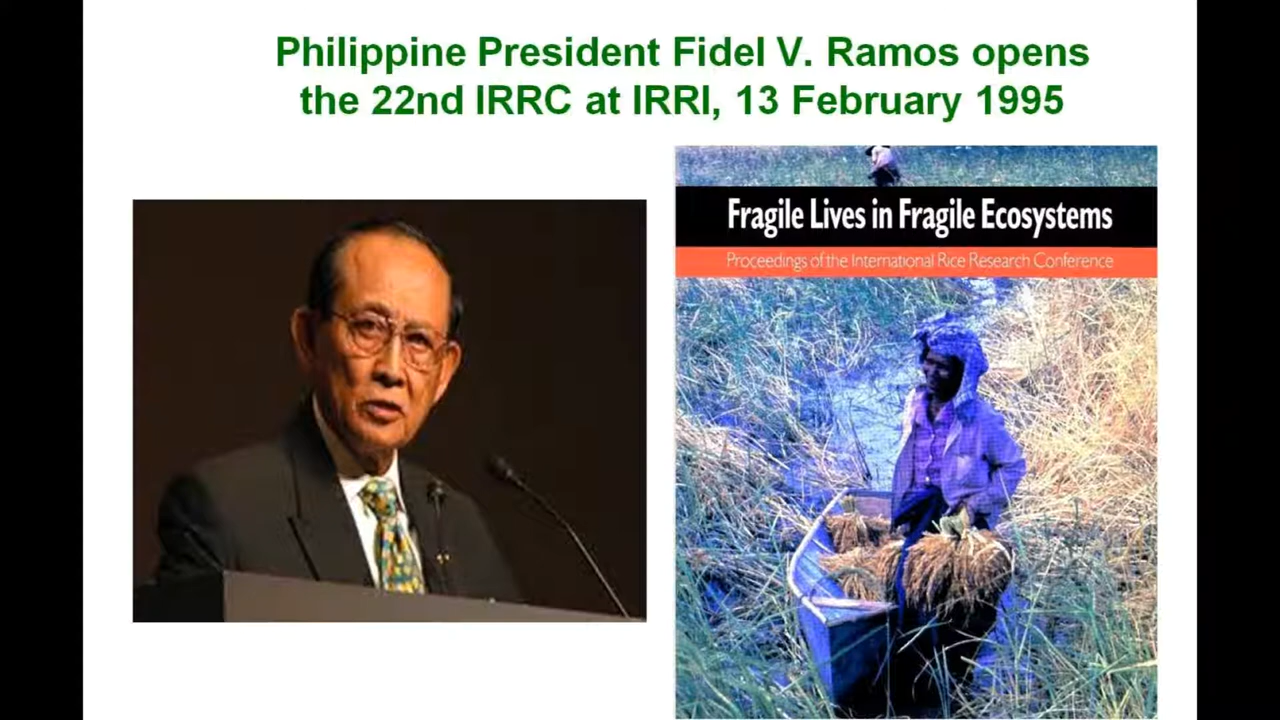 Philippine President Fidel V. Ramos opens
the 22nd IRRC at IRRI, 13 February 1995
Fragile Lives in Fragile Ecosystems
Proceedings of the International Rice Research Conference